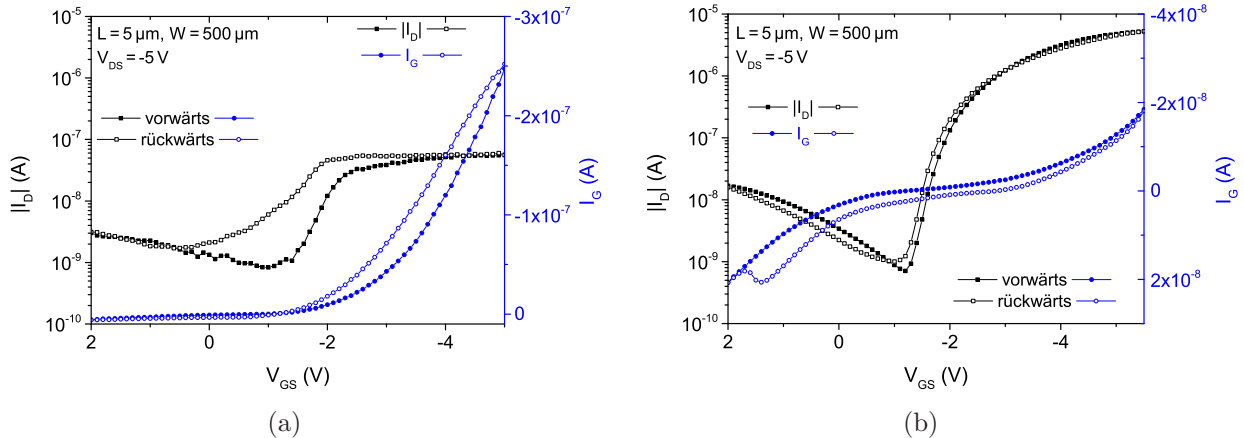 L = 5 µm, W = 500 µm
V_DS = -5 V
|I_D|
I_G
vorwärts
rückwärts
10^-5
10^-6
10^-7
10^-8
10^-9
10^-10
|I_D| (A)
-3x10^-7
-2x10^-7
-1x10^-7
0
I_G (A)
2 0 -2 -4
V_GS (V)
(a)
L = 5 µm, W = 500 µm
V_DS = -5 V
|I_D|
I_G
vorwärts
rückwärts
10^-5
10^-6
10^-7
10^-8
10^-9
10^-10
|I_D| (A)
-4x10^-8
-2x10^-8
0
2x10^-8
I_G (A)
2 0 -2 -4
V_GS (V)
(b)